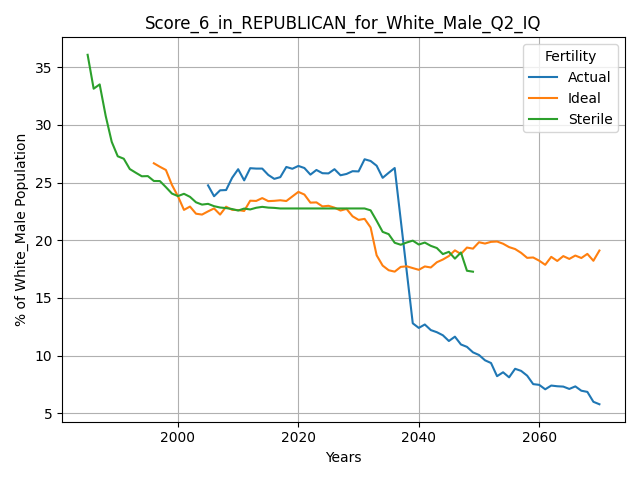 Score_6_in_REPUBLICAN_for_White_Male_Q2_IQ
Fertility
Actual
Ideal
Sterile
% of White_Male Population
35
30
25
20
15
10
5
2000
2020
2040
2060
Years